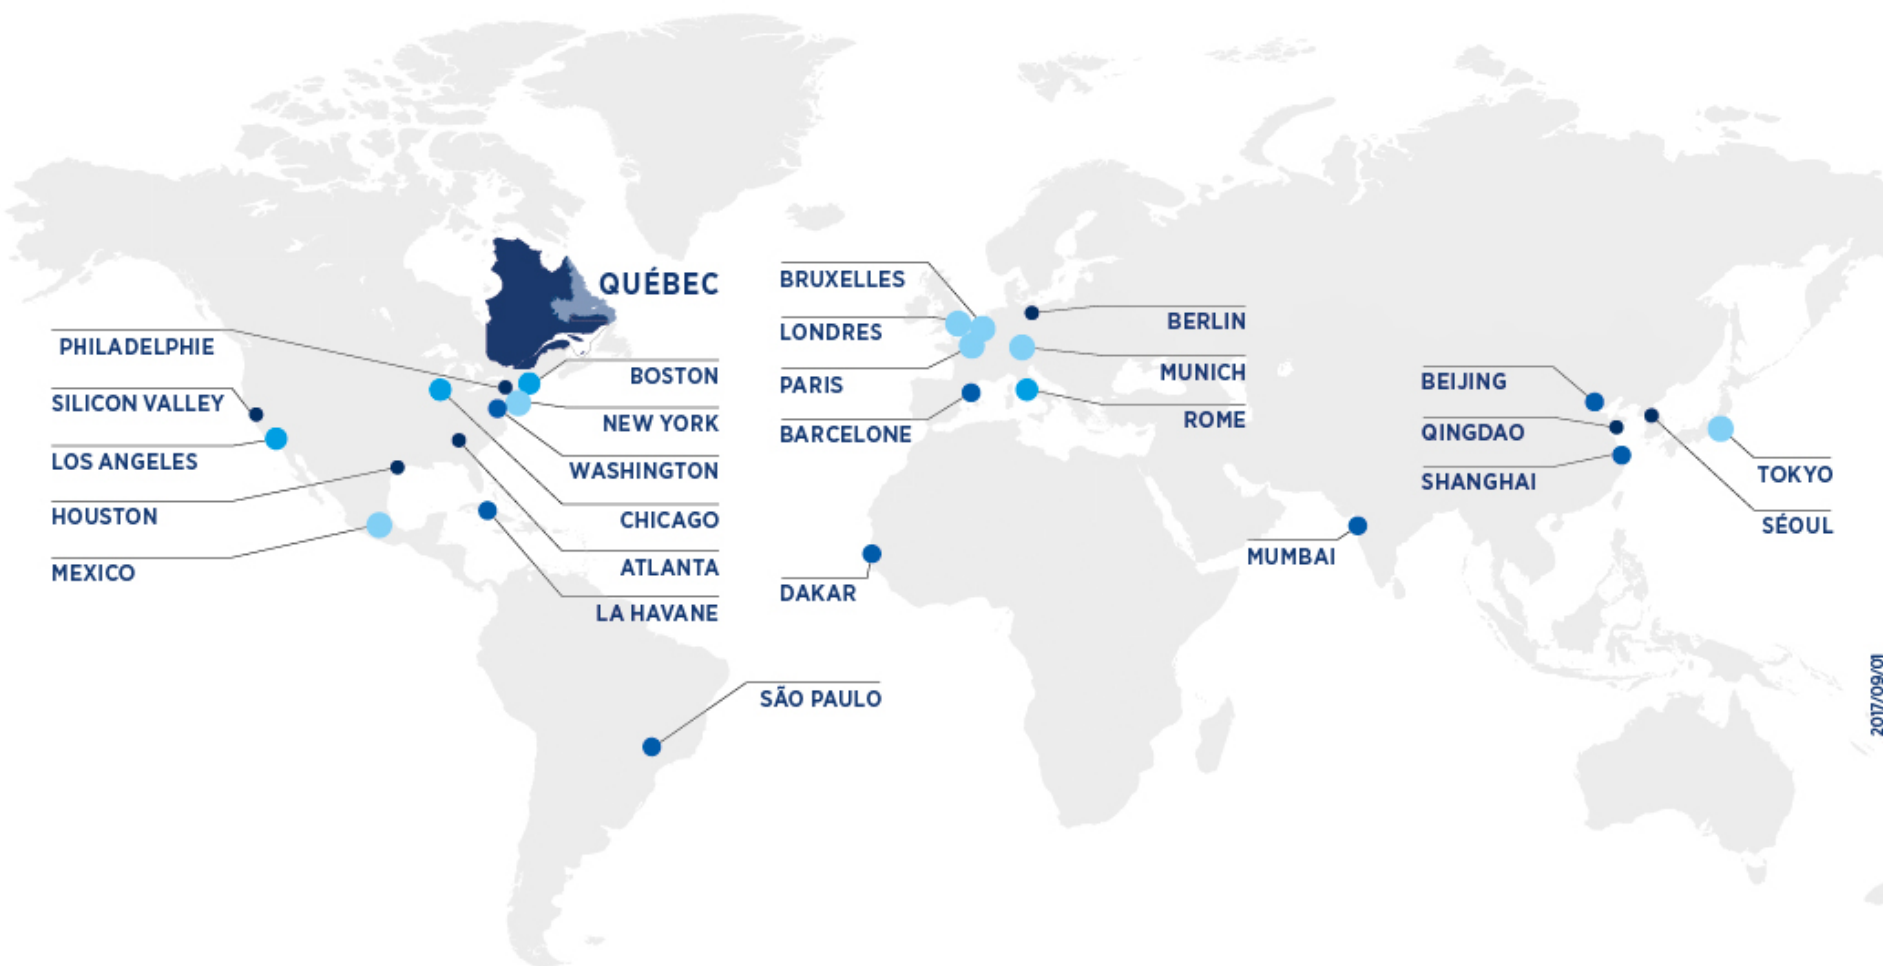 QUÉBEC
PHILADELPHIE
SILICON VALLEY
LOS ANGELES
HOUSTON
MEXICO
BOSTON
NEW YORK
WASHINGTON
CHICAGO
ATLANTA
LA HAVANE
SÃO PAULO
BRUXELLES
LONDRES
PARIS
BARCELONE
DAKAR
BERLIN
MUNICH
ROME
MUMBAI
BEIJING
QINGDAO
SHANGHAI
TOKYO
SÉOUL
2017/09/01